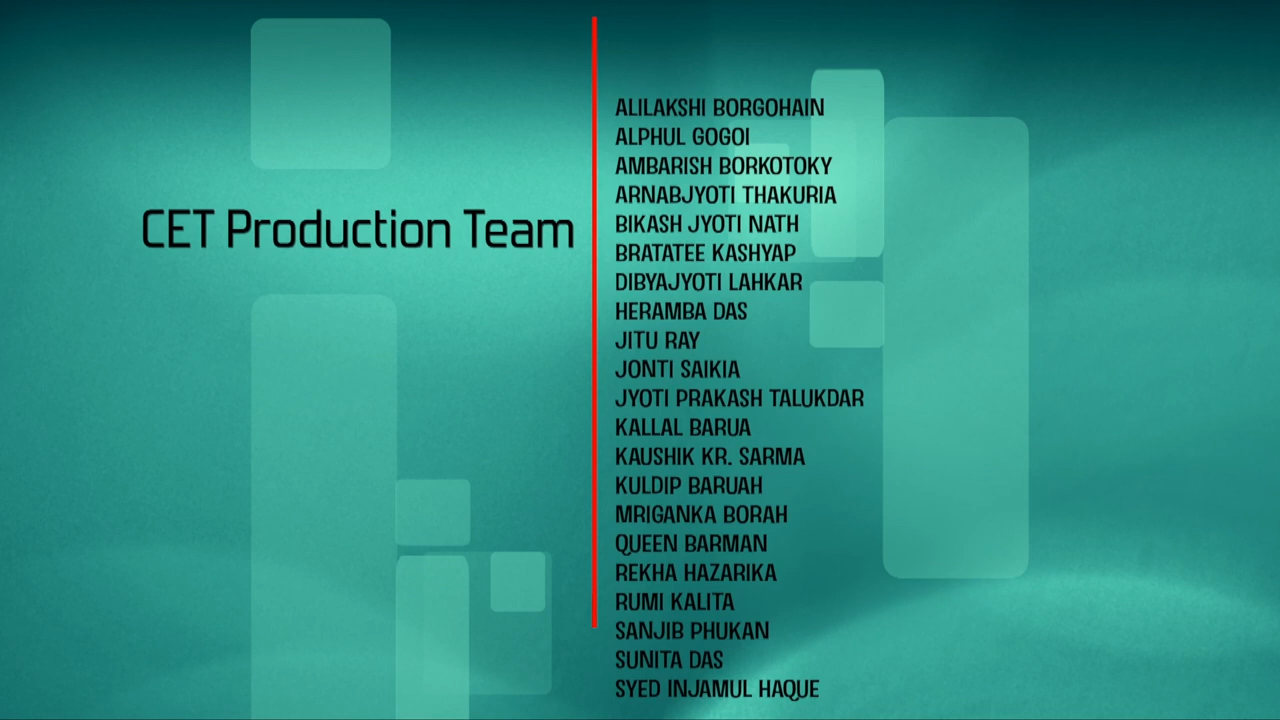 CET Production Team
ALILAKSHI BORGOHAIN
ALPHUL GOGOI
AMBARISH BORKOTOKY
ARNABJYOTI THAKURIA
BIKASH JYOTI NATH
BRATATEE KASHYAP
DIBYAJYOTI LAHKAR
HERAMBA DAS
JITU RAY
JONTI SAIKIA
JYOTI PRAKASH TALUKDAR
KALLAL BARUA
KAUSHIK KR. SARMA
KULDIP BARUAH
MRIGANKA BORAH
QUEEN BARMAN
REKHA HAZARIKA
RUMI KALITA
SANJIB PHUKAN
SUNITA DAS
SYED INJAMUL HAQUE